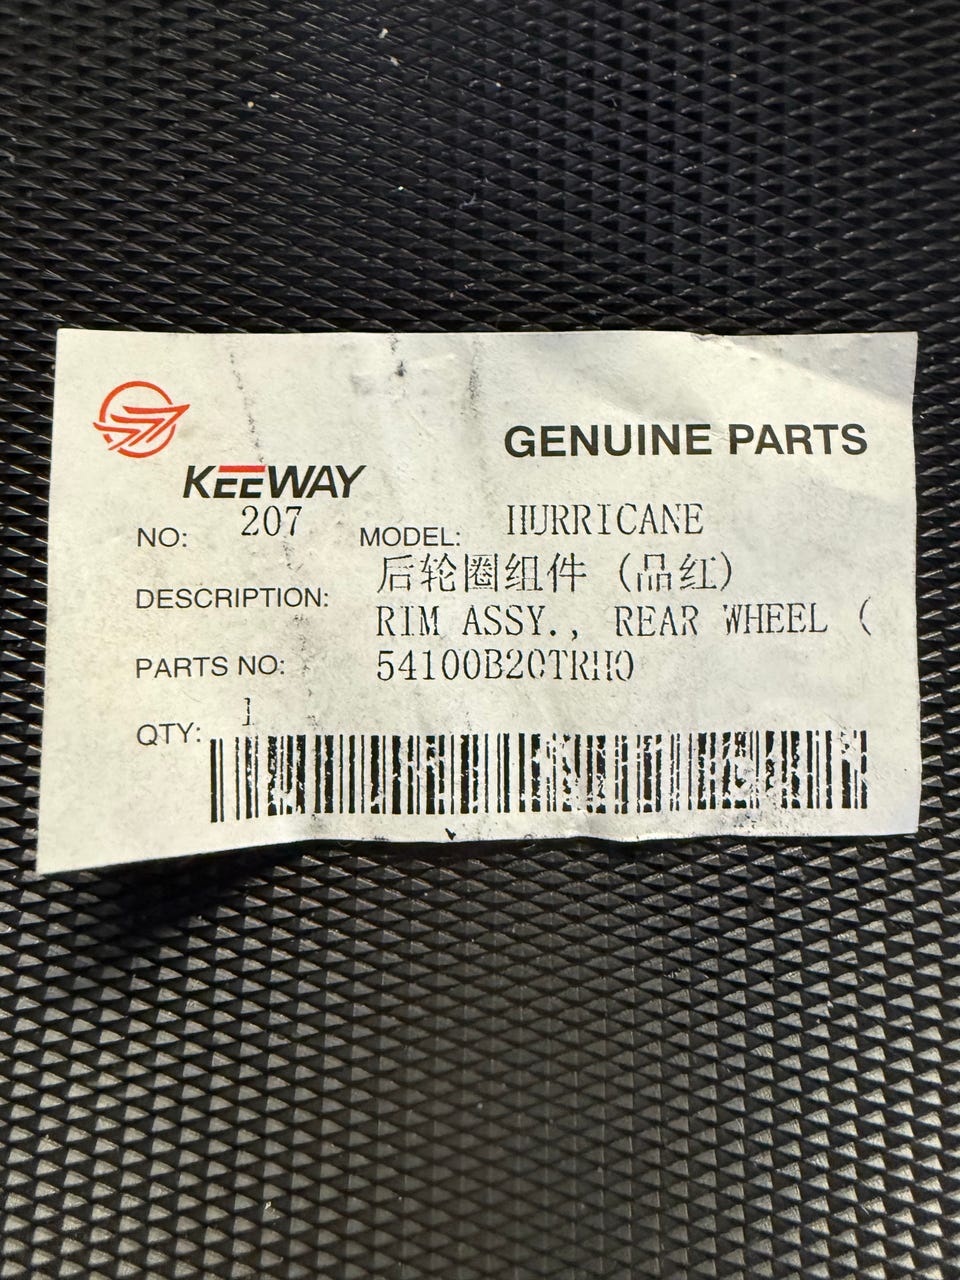 GENUINE PARTS
KEEWAY
NO: 207 MODEL: HURRICANE
后轮圈组件 (品红)
DESCRIPTION:
RIM ASSY., REAR WHEEL (
PARTS NO: 54100B20TRH0
QTY: 1